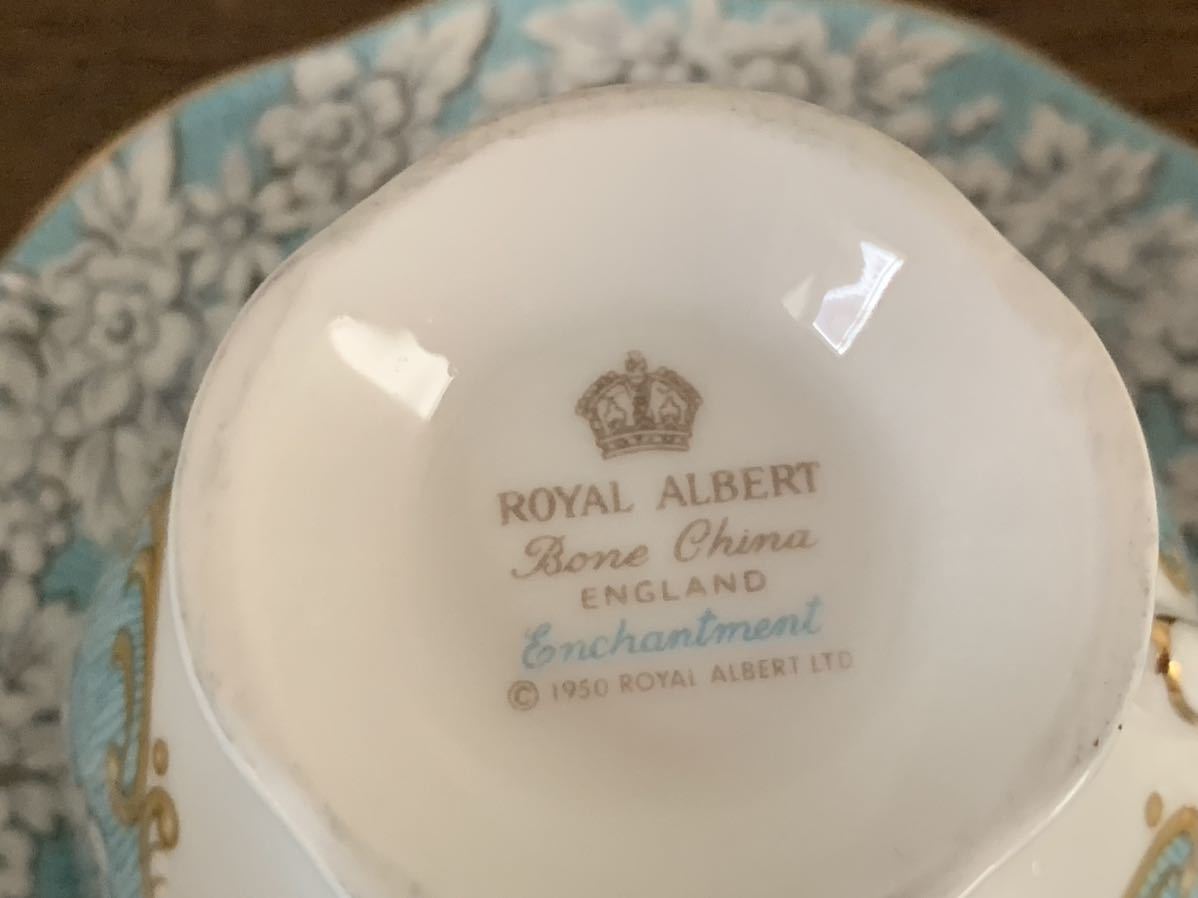 ROYAL ALBERT
Bone China
ENGLAND
Enchantment
© 1950 ROYAL ALBERT LTD